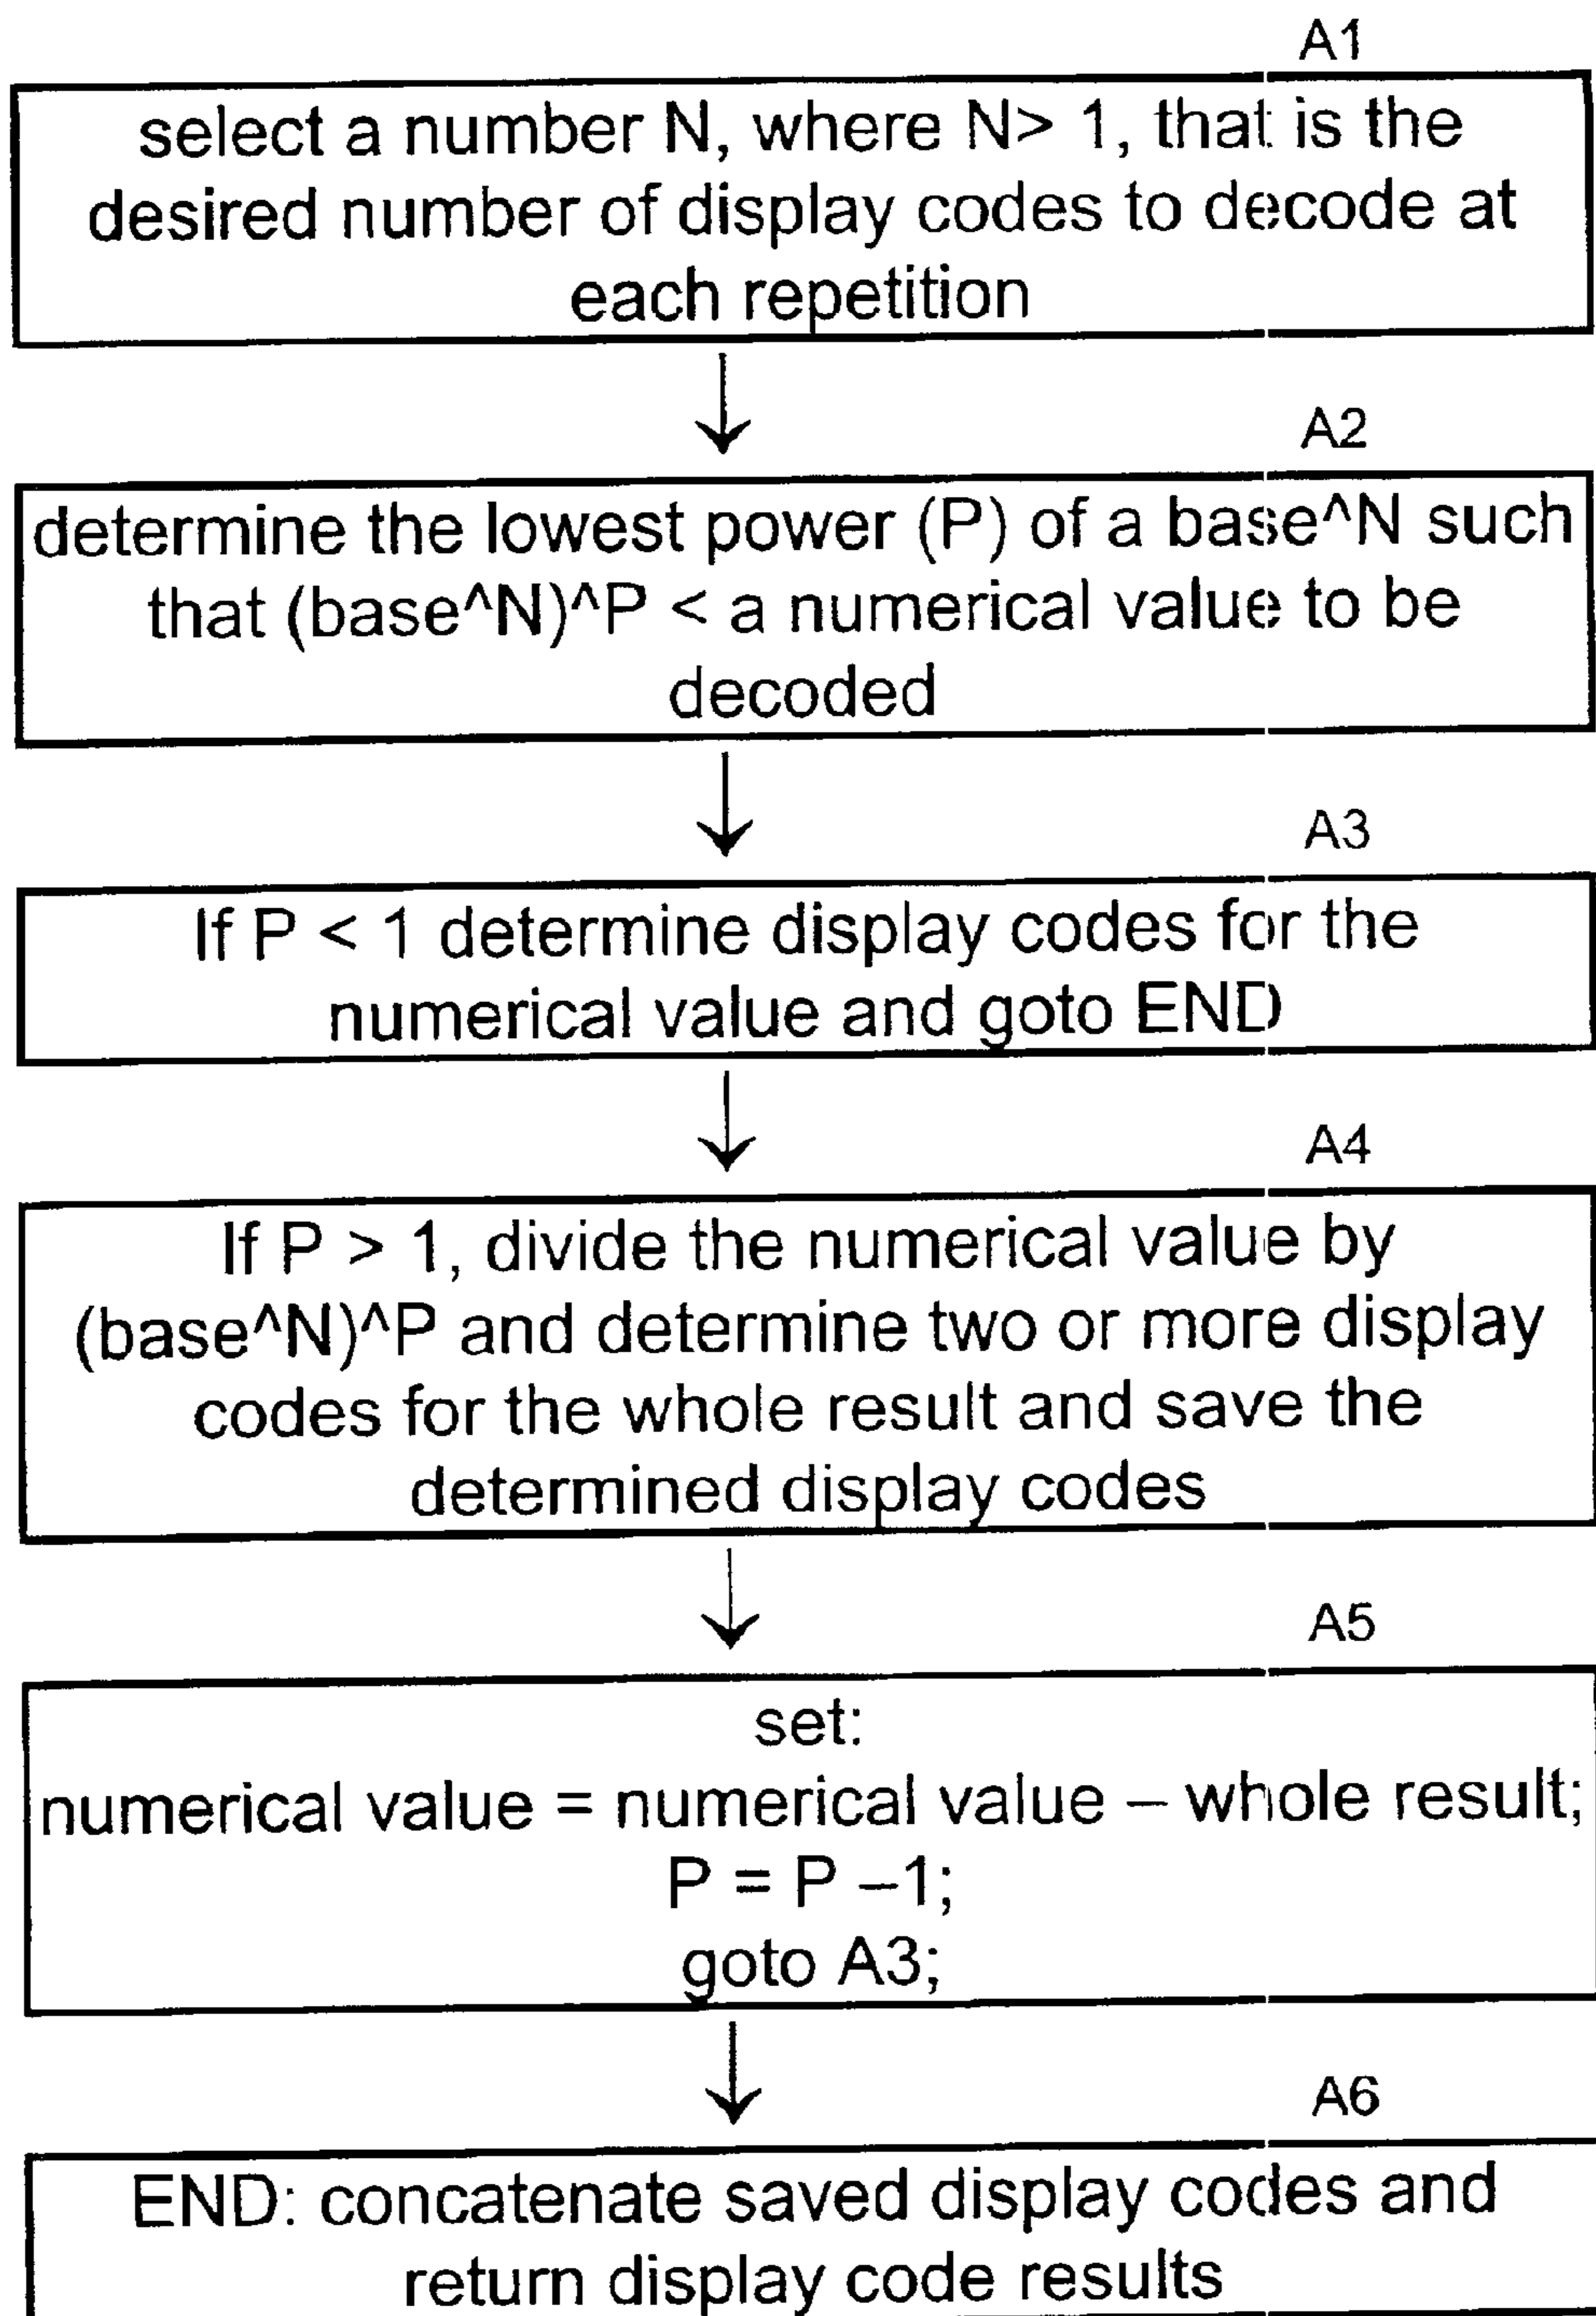 A1
select a number N, where N> 1, that is the
desired number of display codes to decode at
each repetition
A2
determine the lowest power (P) of a base^N such
that (base^N)^P < a numerical value to be
decoded
A3
If P < 1 determine display codes for the
numerical value and goto END
A4
If P > 1, divide the numerical value by
(base^N)^P and determine two or more display
codes for the whole result and save the
determined display codes
A5
set:
numerical value = numerical value – whole result;
P = P –1;
goto A3;
A6
END: concatenate saved display codes and
return display code results